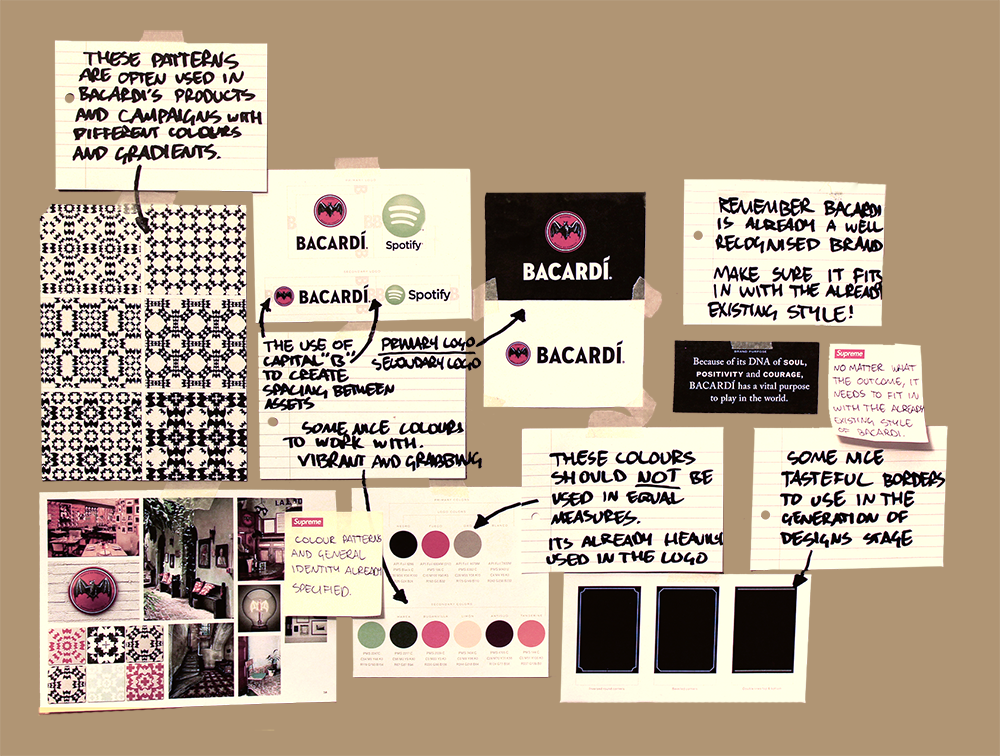 THESE PATTERNS
ARE OFTEN USED IN
BACARDI'S PRODUCTS
AND CAMPAIGNS WITH
DIFFERENT COLOURS
AND GRADIENTS.
BACARDÍ.
Spotify
BACARDÍ.
Spotify
THE USE OF
CAPITAL "B"
TO CREATE
SPACING BETWEEN
ASSETS
PRIMARY LOGO
SECONDARY LOGO
SOME NICE COLOURS
TO WORK WITH.
VIBRANT AND GRABBING
BACARDÍ.
BACARDÍ.
REMEMBER BACARDI
IS ALREADY A WELL
RECOGNISED BRAND
MAKE SURE IT FITS
IN WITH THE ALREADY
EXISTING STYLE!
BRAND PURPOSE
Because of its DNA of SOUL,
POSITIVITY and COURAGE,
BACARDÍ has a vital purpose
to play in the world.
Supreme
NO MATTER WHAT
THE OUTCOME, IT
NEEDS TO FIT IN
WITH THE ALREADY
EXISTING STYLE
OF BACARDI.
THESE COLOURS
SHOULD NOT BE
USED IN EQUAL
MEASURES.
ITS ALREADY HEAVILY
USED IN THE LOGO
SOME NICE
TASTEFUL BORDERS
TO USE IN THE
GENERATION OF
DESIGNS STAGE
Supreme
COLOUR PATTERNS
AND GENERAL
IDENTITY ALREADY
SPECIFIED.